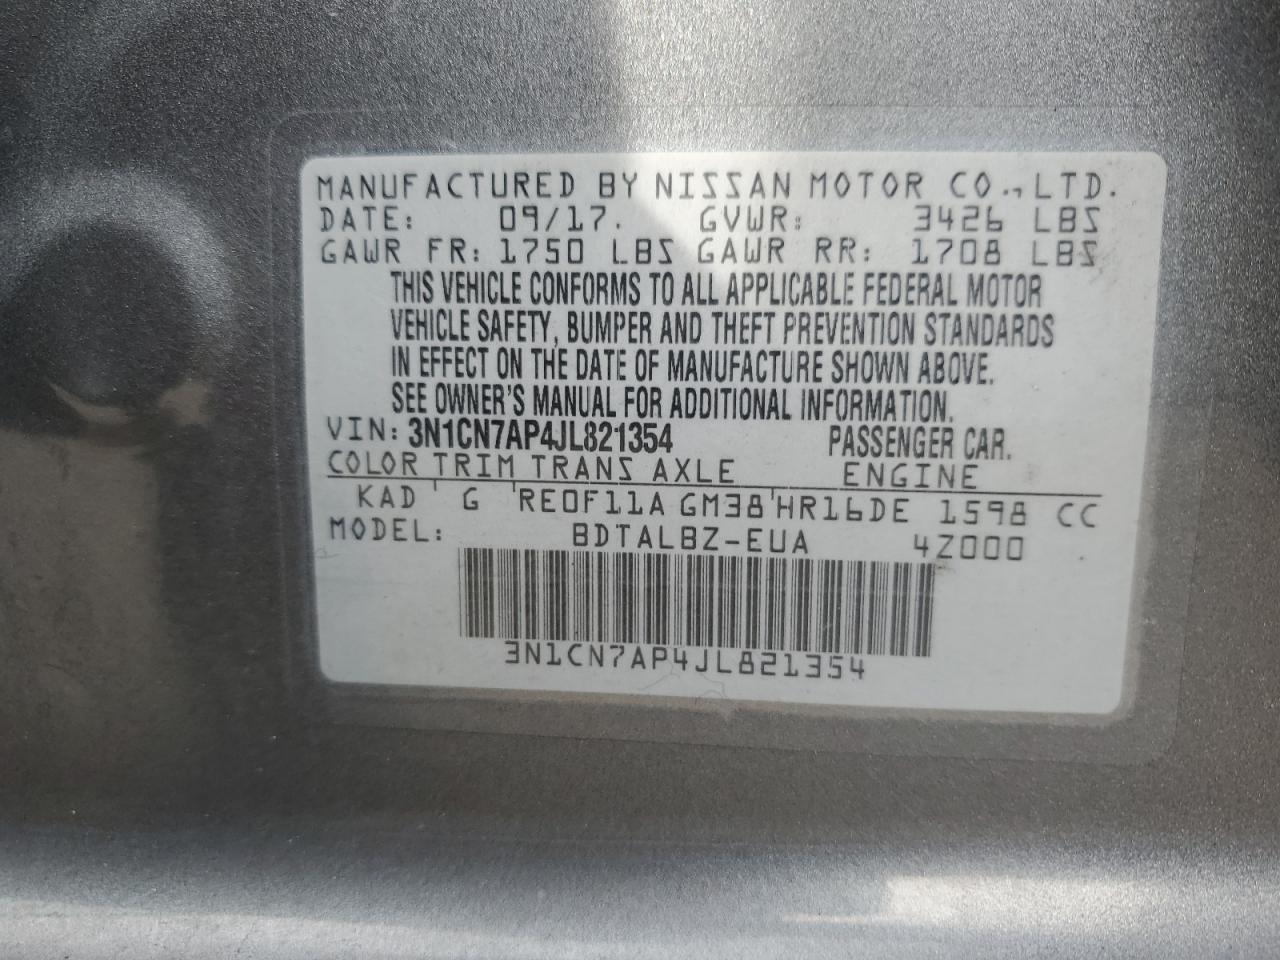 MANUFACTURED BY NISSAN MOTOR CO., LTD.
DATE: 09/17. GVWR: 3426 LBS
GAWR FR: 1750 LBS GAWR RR: 1708 LBS
THIS VEHICLE CONFORMS TO ALL APPLICABLE FEDERAL MOTOR
VEHICLE SAFETY, BUMPER AND THEFT PREVENTION STANDARDS
IN EFFECT ON THE DATE OF MANUFACTURE SHOWN ABOVE.
SEE OWNER'S MANUAL FOR ADDITIONAL INFORMATION.
VIN: 3N1CN7AP4JL821354 PASSENGER CAR.
COLOR TRIM TRANS AXLE ENGINE
KAD G RE0F11A GM38 HR16DE 1598 CC
MODEL: BDTALBZ-EUA 4Z000
3N1CN7AP4JL821354